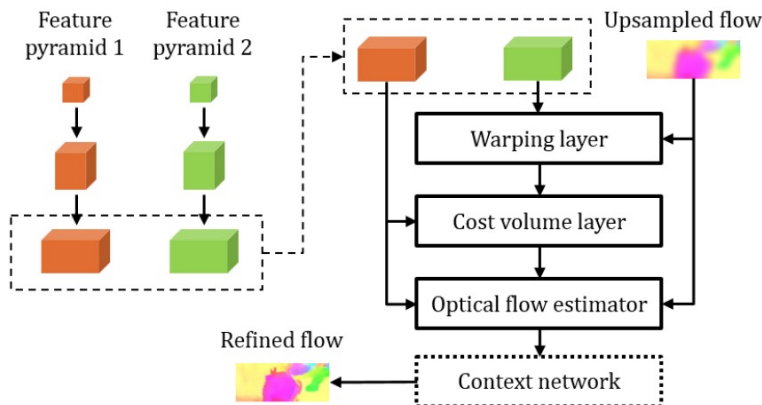 Feature
pyramid 1
Feature
pyramid 2
Upsampled flow
Warping layer
Cost volume layer
Optical flow estimator
Refined flow
Context network